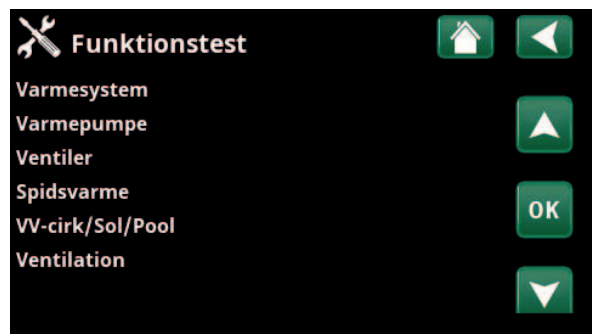 Funktionstest
Varmesystem
Varmepumpe
Ventiler
Spidsvarme
OK
VV-cirk/Sol/Pool
Ventilation